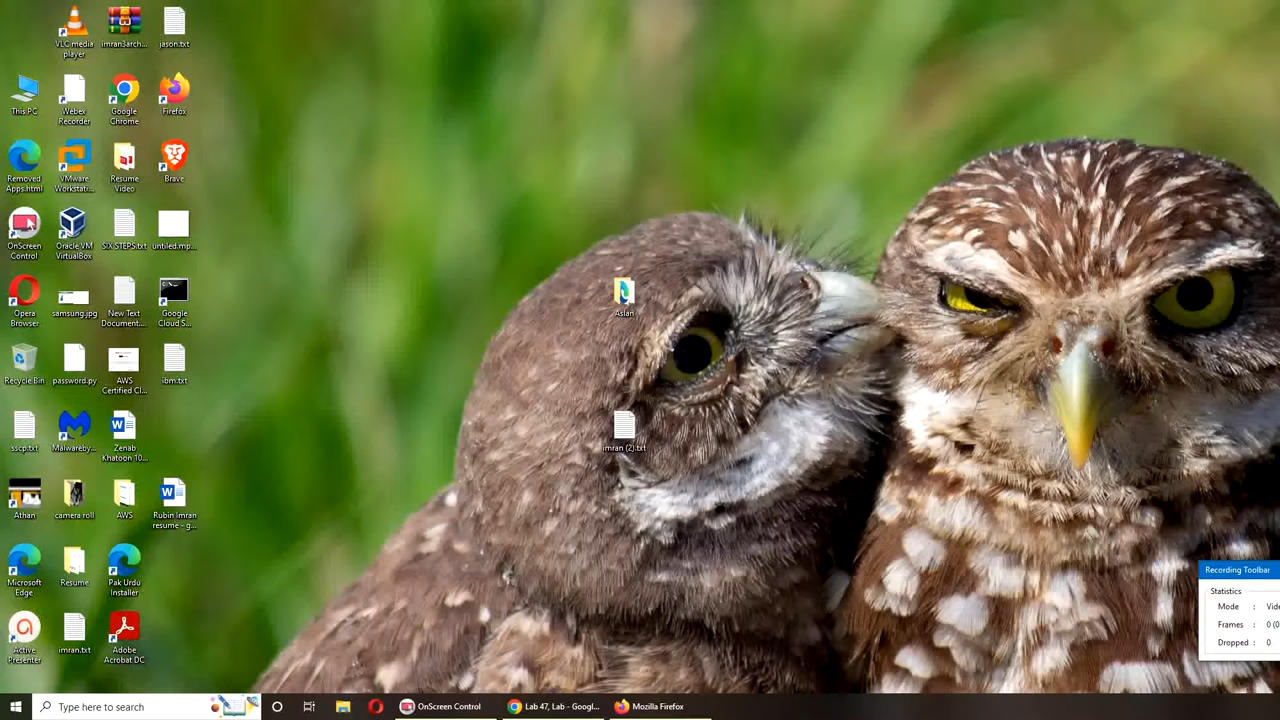 VLC media
player
imran3arch...
jason.txt
This PC
Webex
Recorder
Google
Chrome
Firefox
Removed
Apps.html
VMware
Workstati...
Resume
Video
Brave
OnScreen
Control
Oracle VM
VirtualBox
SIX STEPS.txt
untiled.mp...
Opera
Browser
samsung.jpg
New Text
Document...
Google
Cloud S...
Aslan
Recycle Bin
password.py
AWS
Certified Cl...
ibm.txt
sscp.txt
Malwareby...
Zenab
Khatoon 10...
imran (2).txt
Athan
camera roll
AWS
Rubin Imran
resume - g...
Microsoft
Edge
Resume
Pak Urdu
Installer
Active
Presenter
imran.txt
Adobe
Acrobat DC
Recording Toolbar
Statistics
Mode : Vide
Frames : 0 (0
Dropped : 0
Type here to search
OnScreen Control
Lab 47, Lab - Googl...
Mozilla Firefox